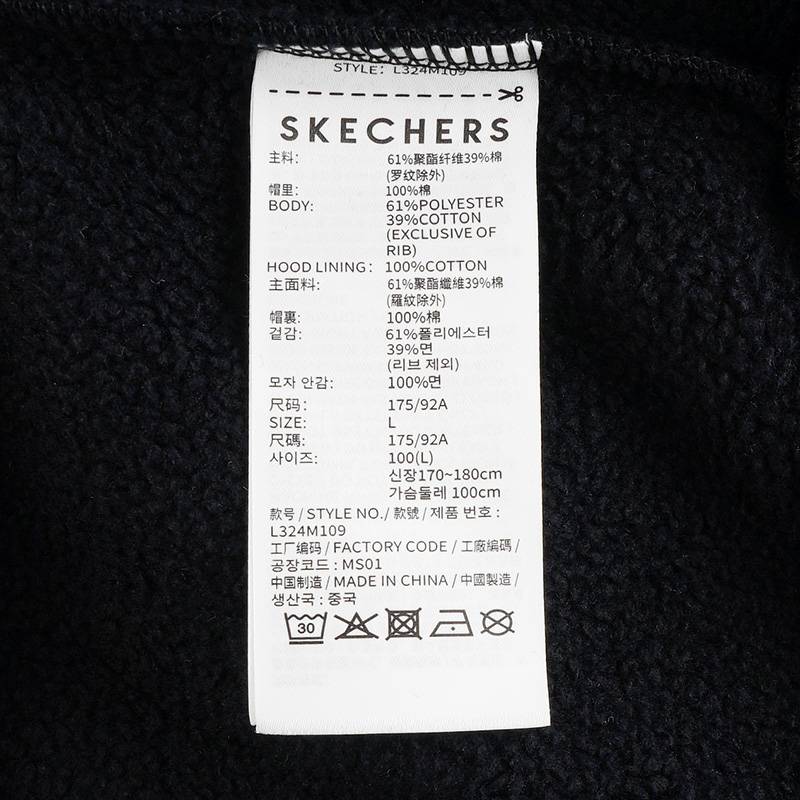 STYLE: L324M109
SKECHERS
主料: 61%聚酯纤维39%棉
(罗纹除外)
帽里: 100%棉
BODY: 61%POLYESTER
39%COTTON
(EXCLUSIVE OF
RIB)
HOOD LINING: 100%COTTON
主面料: 61%聚酯纖維39%棉
(羅紋除外)
帽裏: 100%棉
겉감: 61%폴리에스터
39%면
(리브 제외)
모자 안감: 100%면
尺码: 175/92A
SIZE: L
尺碼: 175/92A
사이즈: 100(L)
신장170~180cm
가슴둘레 100cm
款号 / STYLE NO./ 款號 / 제품 번호 :
L324M109
工厂编码 / FACTORY CODE / 工廠編碼 /
공장코드 : MS01
中国制造 / MADE IN CHINA / 中國製造 /
생산국 : 중국
30